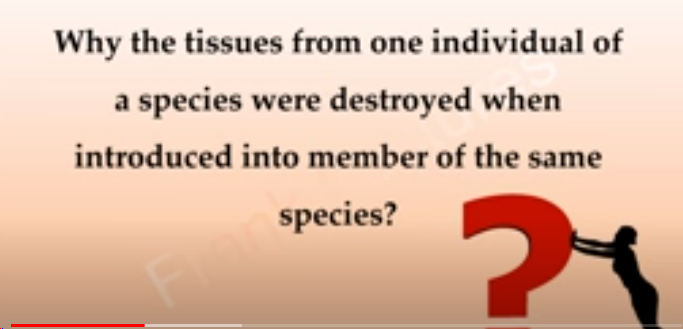 Why the tissues from one individual of
a species were destroyed when
introduced into member of the same
species?
?